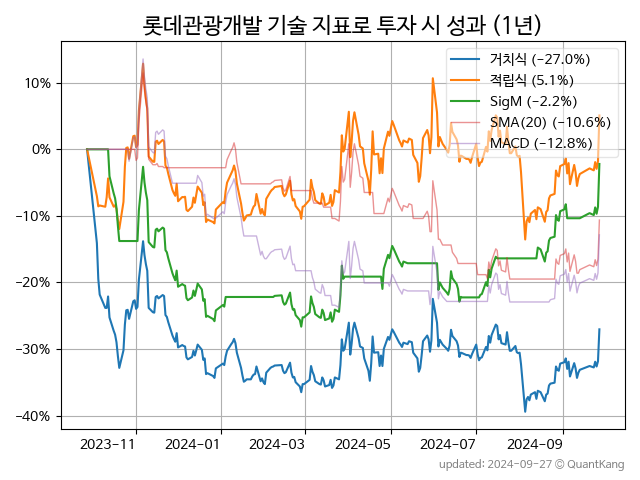 롯데관광개발 기술 지표로 투자 시 성과 (1년)
거치식 (−27.0%)
적립식 (5.1%)
SigM (−2.2%)
SMA(20) (−10.6%)
MACD (−12.8%)
10%
0%
−10%
−20%
−30%
−40%
2023−11
2024−01
2024−03
2024−05
2024−07
2024−09
updated: 2024−09−27 @ QuantKang